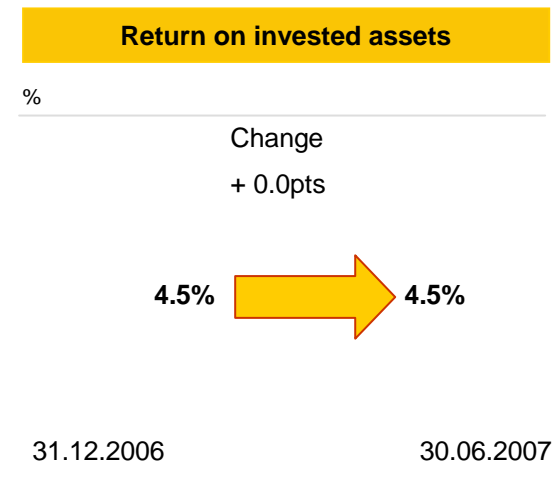 Return on invested assets
%
Change
+ 0.0pts
4.5% 4.5%
31.12.2006 30.06.2007